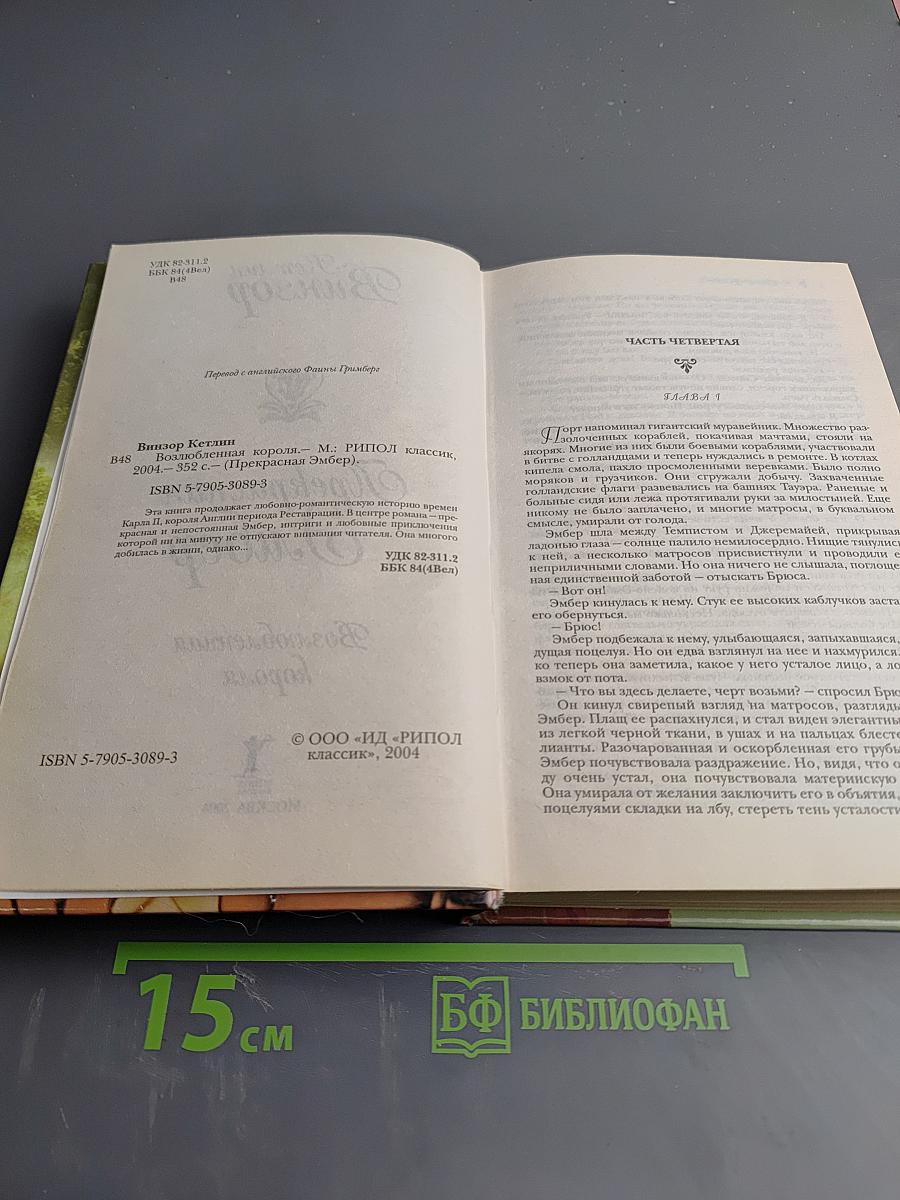 УДК 82-311.2
ББК 84(4Вел)
В48
Перевод с английского Фаины Гримберг
Винзор Кетлин
В48 Возлюбленная короля.— М.: РИПОЛ классик,
2004.— 352 с.— (Прекрасная Эмбер).
ISBN 5-7905-3089-3
Эта книга продолжает любовно-романтическую историю времен
Карла II, короля Англии периода Реставрации. В центре романа — пре-
красная и непостоянная Эмбер, интриги и любовные приключения
которой ни на минуту не отпускают внимания читателя. Она многого
добилась в жизни, однако...
УДК 82-311.2
ББК 84(4Вел)
ISBN 5-7905-3089-3
© ООО «ИД «РИПОЛ
классик», 2004
ЧАСТЬ ЧЕТВЕРТАЯ
ГЛАВА I
Порт напоминал гигантский муравейник. Множество раз-
золоченных кораблей, покачивая мачтами, стояли на
якорях. Многие из них были боевыми кораблями, участвовали
в битве с голландцами и теперь нуждались в ремонте. В котлах
кипела смола, пахло просмоленными веревками. Было полно
моряков и грузчиков. Они сгружали добычу. Захваченные
голландские флаги развевались на башнях Тауэра. Раненые и
больные сидя или лежа протягивали руки за милостыней. Еще
никому не было заплачено, и многие матросы, в буквальном
смысле, умирали от голода.
Эмбер шла между Темпистом и Джеремайей, прикрывая
ладонью глаза — солнце палило немилосердно. Нищие тянулись
к ней, а несколько матросов присвистнули и проводили е
неприличными словами. Но она ничего не слышала, поглоще
ная единственной заботой — отыскать Брюса.
— Вот он!
Эмбер кинулась к нему. Стук ее высоких каблучков заста
его обернуться.
— Брюс!
Эмбер подбежала к нему, улыбающаяся, запыхавшаяся,
дущая поцелуя. Но он едва взглянул на нее и нахмурился.
ко теперь она заметила, какое у него усталое лицо, а ло
взмок от пота.
— Что вы здесь делаете, черт возьми? — спросил Брю
Он кинул свирепый взгляд на матросов, разгляды
Эмбер. Плащ ее распахнулся, и стал виден элегантны
из легкой черной ткани, в ушах и на пальцах блесте
лианты. Разочарованная и оскорбленная его грубы
Эмбер почувствовала раздражение. Но, видя, что о
ду очень устал, она почувствовала материнскую
Она умирала от желания заключить его в объятия,
поцелуями складки на лбу, стереть тень усталости
15 см
БФ БИБЛИОФАН